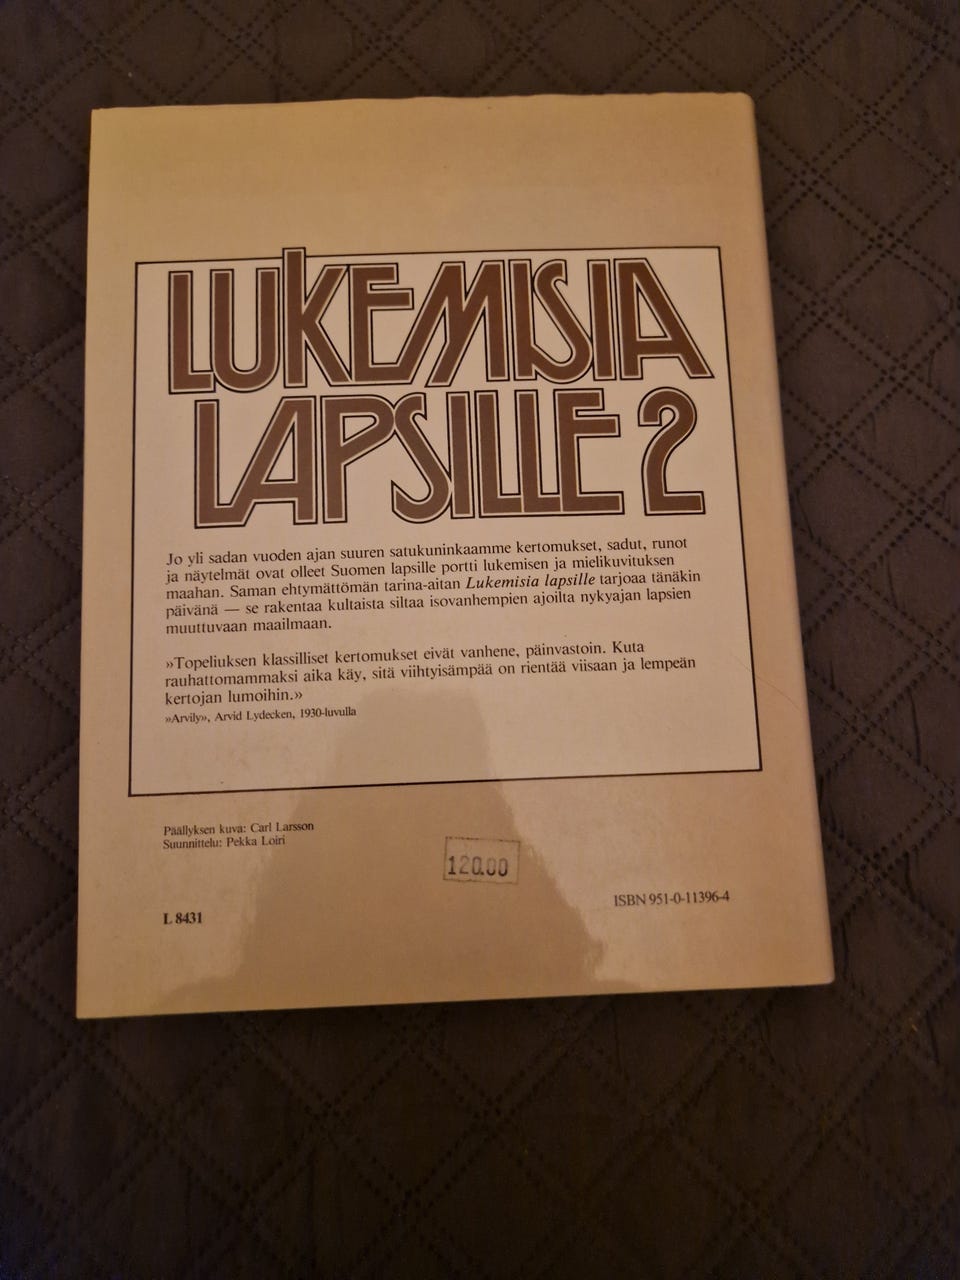 LUKEMISIA
LAPSILLE 2
Jo yli sadan vuoden ajan suuren satukuninkaamme kertomukset, sadut, runot
ja näytelmät ovat olleet Suomen lapsille portti lukemisen ja mielikuvituksen
maahan. Saman ehtymättömän tarina-aitan Lukemisia lapsille tarjoaa tänäkin
päivänä — se rakentaa kultaista siltaa isovanhempien ajoilta nykyajan lapsien
muuttuvaan maailmaan.
»Topeliuksen klassilliset kertomukset eivät vanhene, päinvastoin. Kuta
rauhattomammaksi aika käy, sitä viihtyisämpää on rientää viisaan ja lempeän
kertojan lumoihin.»
»Arvily», Arvid Lydecken, 1930-luvulla
Päällyksen kuva: Carl Larsson
Suunnittelu: Pekka Loiri
120.00
ISBN 951-0-11396-4
L 8431